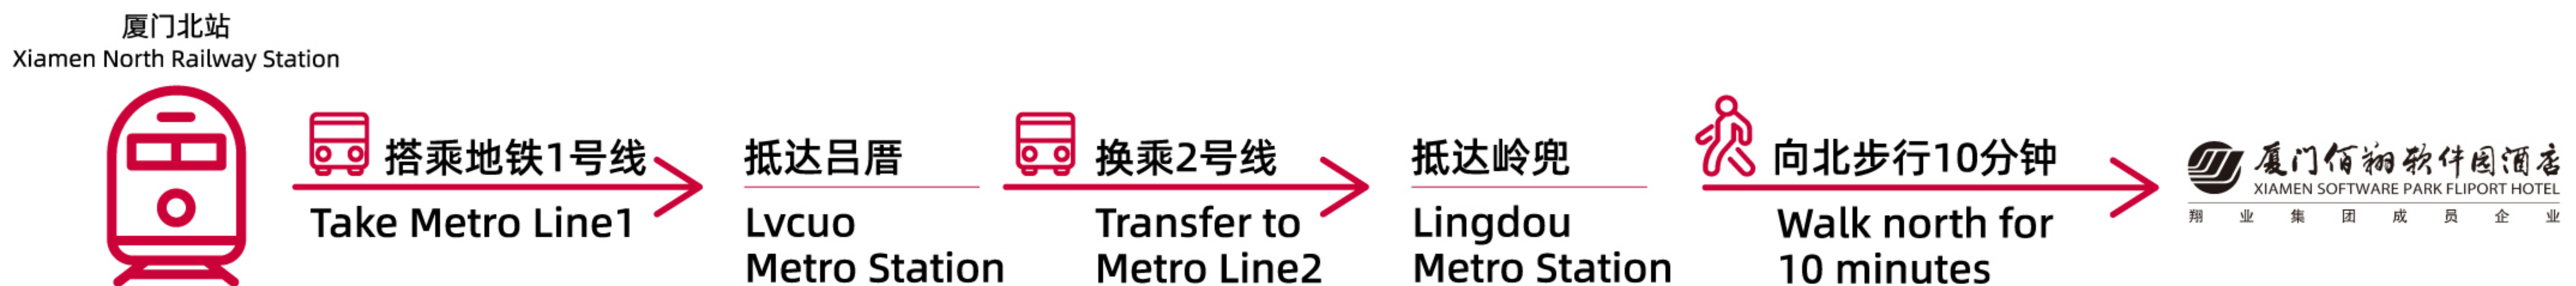 厦门北站
Xiamen North Railway Station
搭乘地铁1号线
Take Metro Line1
抵达吕厝
Lvcuo
Metro Station
换乘2号线
Transfer to
Metro Line2
抵达岭兜
Lingdou
Metro Station
向北步行10分钟
Walk north for
10 minutes
厦门佰翔软件园酒店
XIAMEN SOFTWARE PARK FLIPORT HOTEL
翔业集团成员企业